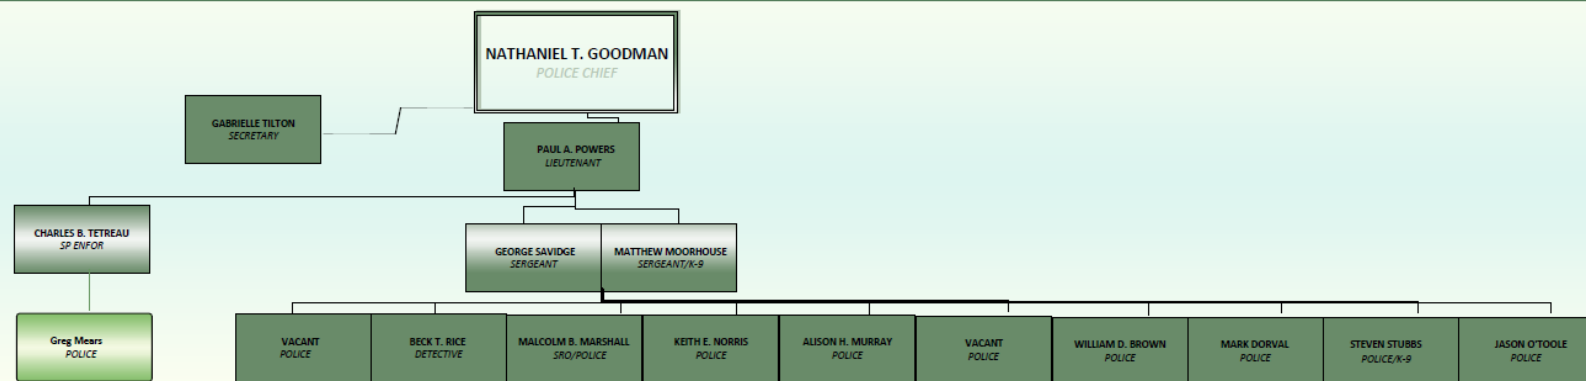 NATHANIEL T. GOODMAN
POLICE CHIEF
GABRIELLE TILTON
SECRETARY
PAUL A. POWERS
LIEUTENANT
CHARLES B. TETREAU
SP ENFOR
GEORGE SAVIDGE
SERGEANT
MATTHEW MOORHOUSE
SERGEANT/K-9
Greg Mears
POLICE
VACANT
POLICE
BECK T. RICE
DETECTIVE
MALCOLM B. MARSHALL
SRO/POLICE
KEITH E. NORRIS
POLICE
ALISON H. MURRAY
POLICE
VACANT
POLICE
WILLIAM D. BROWN
POLICE
MARK DORVAL
POLICE
STEVEN STUBBS
POLICE/K-9
JASON O'TOOLE
POLICE